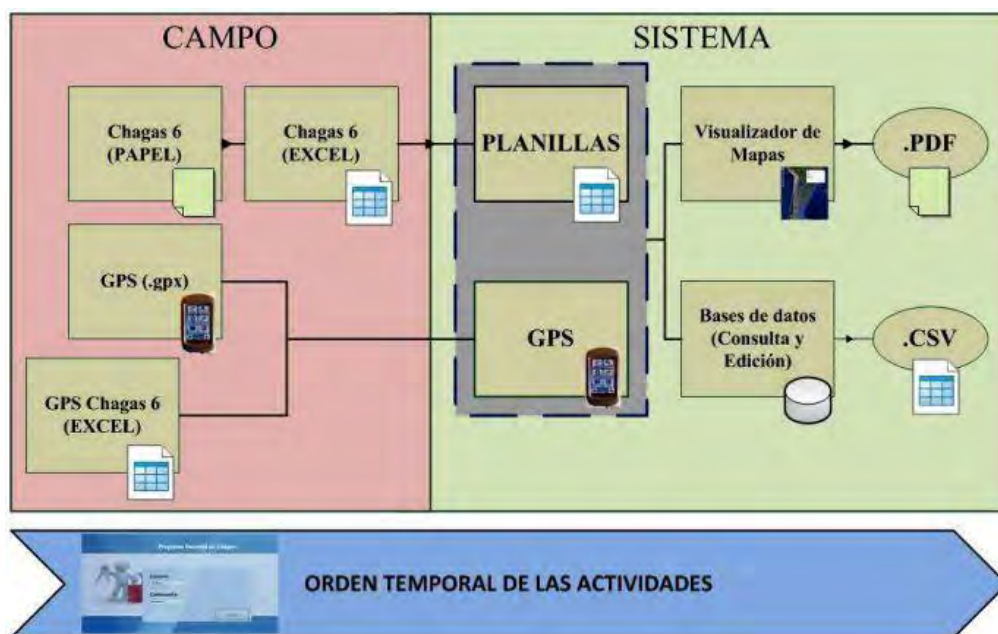 CAMPO
SISTEMA
Chagas 6
(PAPEL)
Chagas 6
(EXCEL)
PLANILLAS
Visualizador de
Mapas
.PDF
GPS (.gpx)
GPS
Bases de datos
(Consulta y
Edición)
.CSV
GPS Chagas 6
(EXCEL)
ORDEN TEMPORAL DE LAS ACTIVIDADES